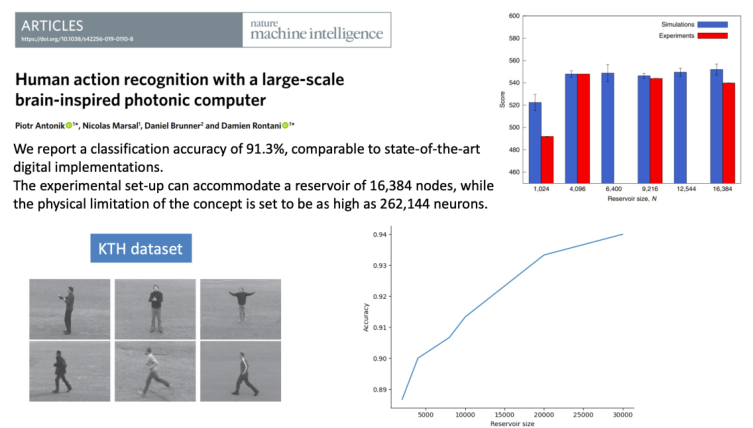 ARTICLES
https://doi.org/10.1038/s42256-019-0110-8
nature
machine intelligence
Human action recognition with a large-scale
brain-inspired photonic computer
Piotr Antonik 1*, Nicolas Marsal1, Daniel Brunner2 and Damien Rontani 1*
We report a classification accuracy of 91.3%, comparable to state-of-the-art
digital implementations.
The experimental set-up can accommodate a reservoir of 16,384 nodes, while
the physical limitation of the concept is set to be as high as 262,144 neurons.
600
580
560
540
520
500
480
460
Score
Simulations
Experiments
1,024 4,096 6,400 9,216 12,544 16,384
Reservoir size, N
KTH dataset
0.94
0.93
0.92
0.91
0.90
0.89
Accuracy
5000 10000 15000 20000 25000 30000
Reservoir size